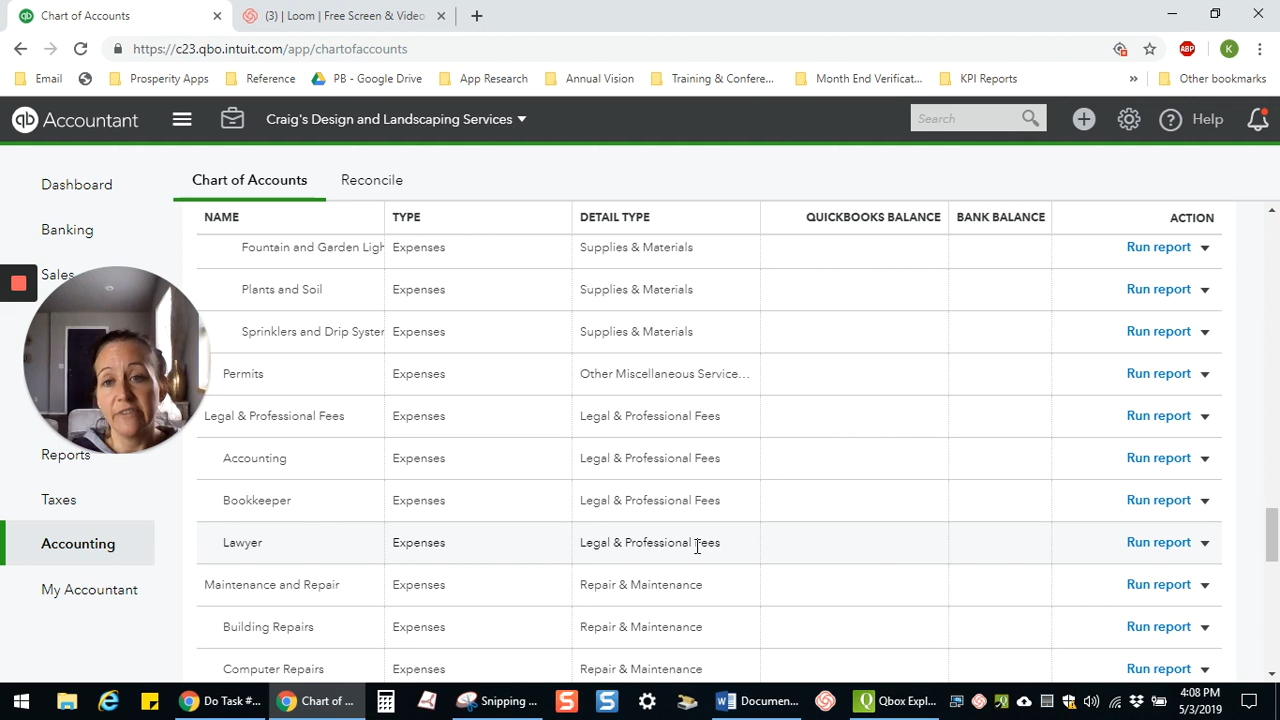 Chart of Accounts
(3) | Loom | Free Screen & Video
https://c23.qbo.intuit.com/app/chartofaccounts
ABP
K
Email
Prosperity Apps
Reference
PB - Google Drive
App Research
Annual Vision
Training & Confere...
Month End Verificat...
KPI Reports
»
Other bookmarks
qb Accountant
Craig's Design and Landscaping Services
Search
Help
Dashboard
Banking
Sales
Reports
Taxes
Accounting
My Accountant
Chart of Accounts
Reconcile
NAME TYPE DETAIL TYPE QUICKBOOKS BALANCE BANK BALANCE ACTION
Fountain and Garden Ligh Expenses Supplies & Materials Run report
Plants and Soil Expenses Supplies & Materials Run report
Sprinklers and Drip System Expenses Supplies & Materials Run report
Permits Expenses Other Miscellaneous Service... Run report
Legal & Professional Fees Expenses Legal & Professional Fees Run report
Accounting Expenses Legal & Professional Fees Run report
Bookkeeper Expenses Legal & Professional Fees Run report
Lawyer Expenses Legal & Professional Fees Run report
Maintenance and Repair Expenses Repair & Maintenance Run report
Building Repairs Expenses Repair & Maintenance Run report
Computer Repairs Expenses Repair & Maintenance Run report
Do Task #...
Chart of ...
Snipping ...
Documen...
Qbox Expl...
4:08 PM
5/3/2019